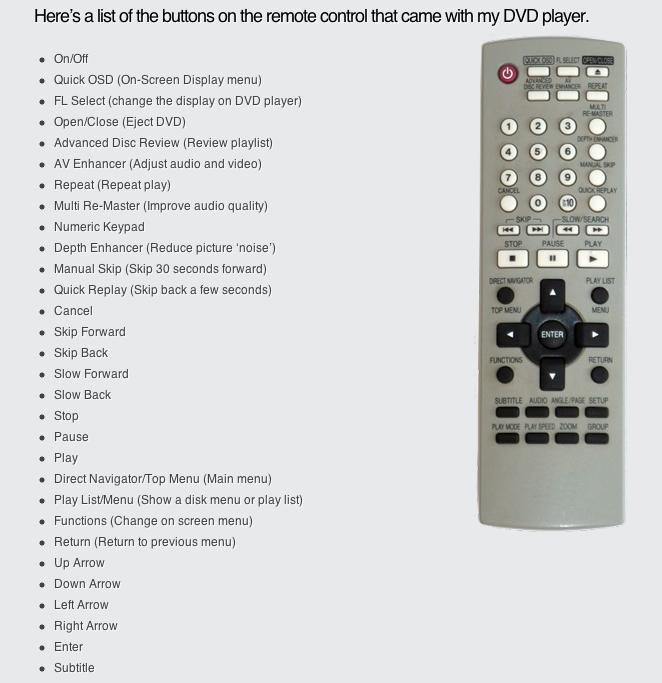 Here's a list of the buttons on the remote control that came with my DVD player.
On/Off
Quick OSD (On-Screen Display menu)
FL Select (change the display on DVD player)
Open/Close (Eject DVD)
Advanced Disc Review (Review playlist)
AV Enhancer (Adjust audio and video)
Repeat (Repeat play)
Multi Re-Master (Improve audio quality)
Numeric Keypad
Depth Enhancer (Reduce picture ‘noise’)
Manual Skip (Skip 30 seconds forward)
Quick Replay (Skip back a few seconds)
Cancel
Skip Forward
Skip Back
Slow Forward
Slow Back
Stop
Pause
Play
Direct Navigator/Top Menu (Main menu)
Play List/Menu (Show a disk menu or play list)
Functions (Change on screen menu)
Return (Return to previous menu)
Up Arrow
Down Arrow
Left Arrow
Right Arrow
Enter
Subtitle
QUICK OSD FL SELECT OPEN/CLOSE
ADVANCED DISC REVIEW AV ENHANCER REPEAT
MULTI RE-MASTER
1 2 3
DEPTH ENHANCER
4 5 6
MANUAL SKIP
7 8 9
CANCEL QUICK REPLAY
0 ≧10
SKIP SLOW/SEARCH
STOP PAUSE PLAY
DIRECT NAVIGATOR PLAY LIST
TOP MENU MENU
ENTER
FUNCTIONS RETURN
SUBTITLE AUDIO ANGLE/PAGE SETUP
PLAY MODE PLAY SPEED ZOOM GROUP